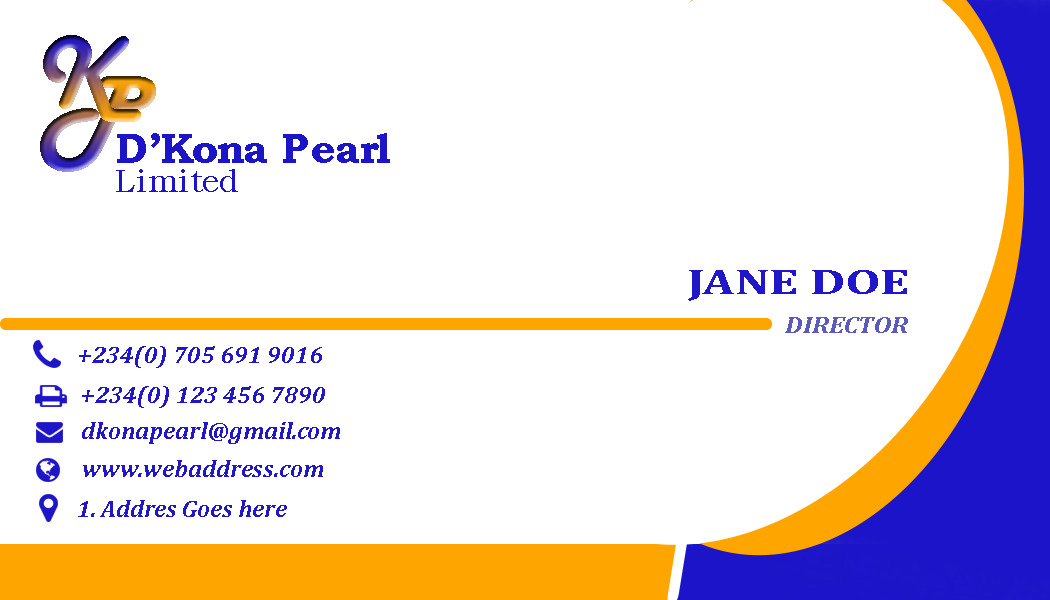 KD
D’Kona Pearl
Limited
JANE DOE
DIRECTOR
+234(0) 705 691 9016
+234(0) 123 456 7890
dkonapearl@gmail.com
www.webaddress.com
1. Addres Goes here